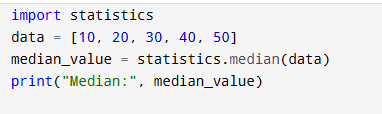 import statistics
data = [10, 20, 30, 40, 50]
median_value = statistics.median(data)
print("Median:", median_value)